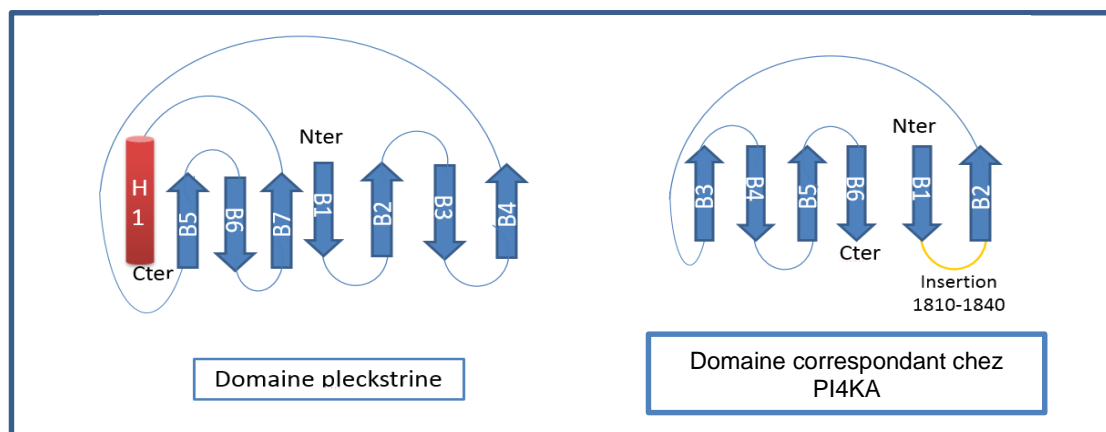 Nter
H
1
B5
B6
B7
B1
B2
B3
B4
Cter
Domaine pleckstrine
Nter
B3
B4
B5
B6
B1
B2
Cter
Insertion
1810-1840
Domaine correspondant chez
PI4KA